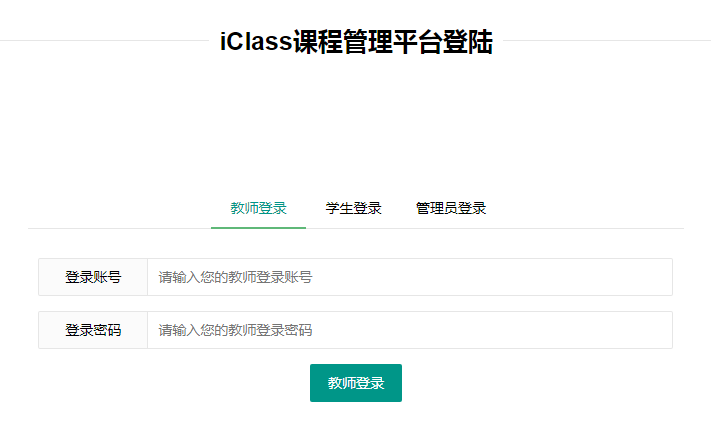 iClass课程管理平台登陆
教师登录 学生登录 管理员登录
登录账号 请输入您的教师登录账号
登录密码 请输入您的教师登录密码
教师登录